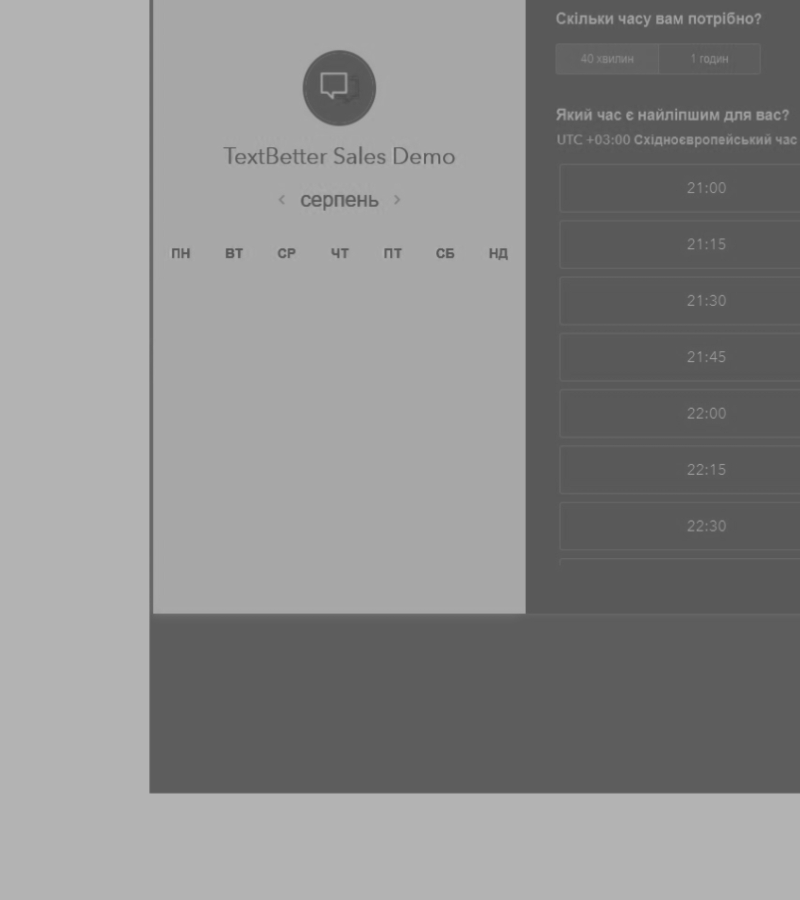 TextBetter Sales Demo
< серпень >
ПН ВТ СР ЧТ ПТ СБ НД
Скільки часу вам потрібно?
40 хвилин 1 годин
Який час є найліпшим для вас?
UTC +03:00 Східноєвропейський час
21:00
21:15
21:30
21:45
22:00
22:15
22:30